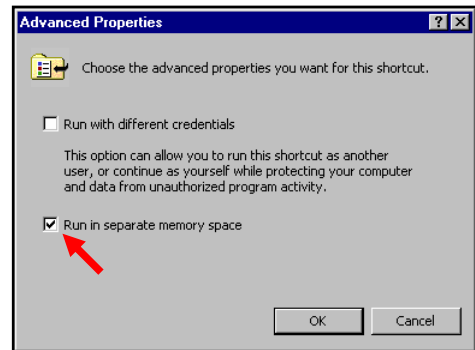 Advanced Properties
Choose the advanced properties you want for this shortcut.
Run with different credentials
This option can allow you to run this shortcut as another
user, or continue as yourself while protecting your computer
and data from unauthorized program activity.
Run in separate memory space
OK Cancel